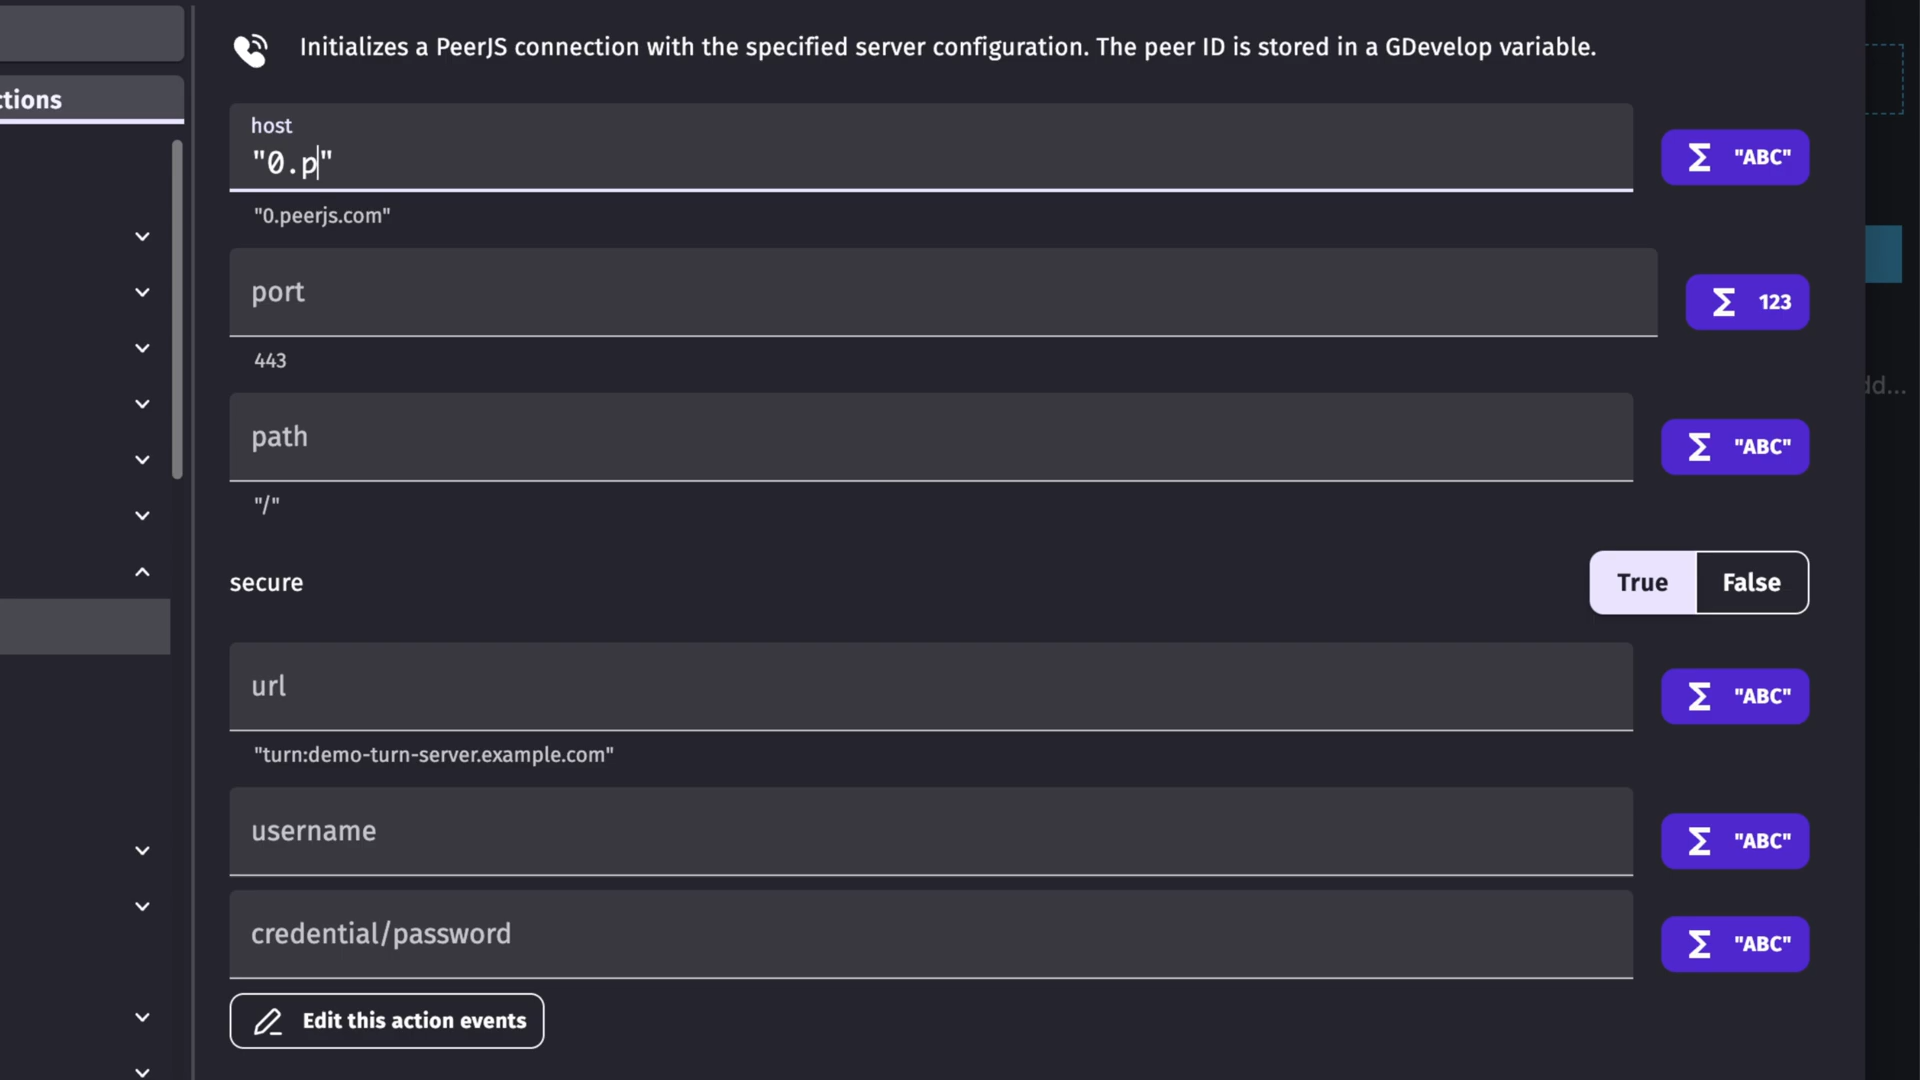 Initializes a PeerJS connection with the specified server configuration. The peer ID is stored in a GDevelop variable.
ctions
host
"0.p"
Σ "ABC"
"0.peerjs.com"
port
Σ 123
443
path
Σ "ABC"
"/"
secure
True False
url
Σ "ABC"
"turn:demo-turn-server.example.com"
username
Σ "ABC"
credential/password
Σ "ABC"
Edit this action events
dd...